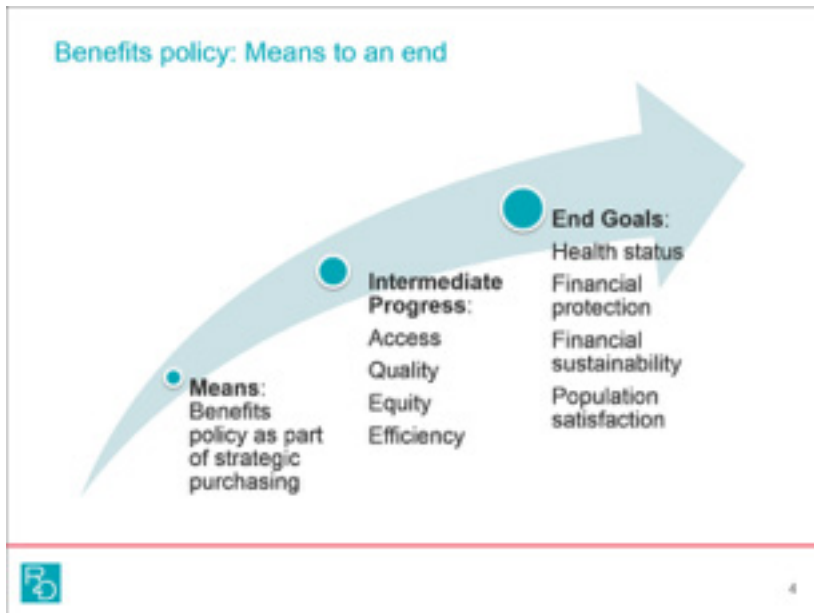 Benefits policy: Means to an end
Means:
Benefits
policy as part
of strategic
purchasing
Intermediate
Progress:
Access
Quality
Equity
Efficiency
End Goals:
Health status
Financial
protection
Financial
sustainability
Population
satisfaction
R4D
4